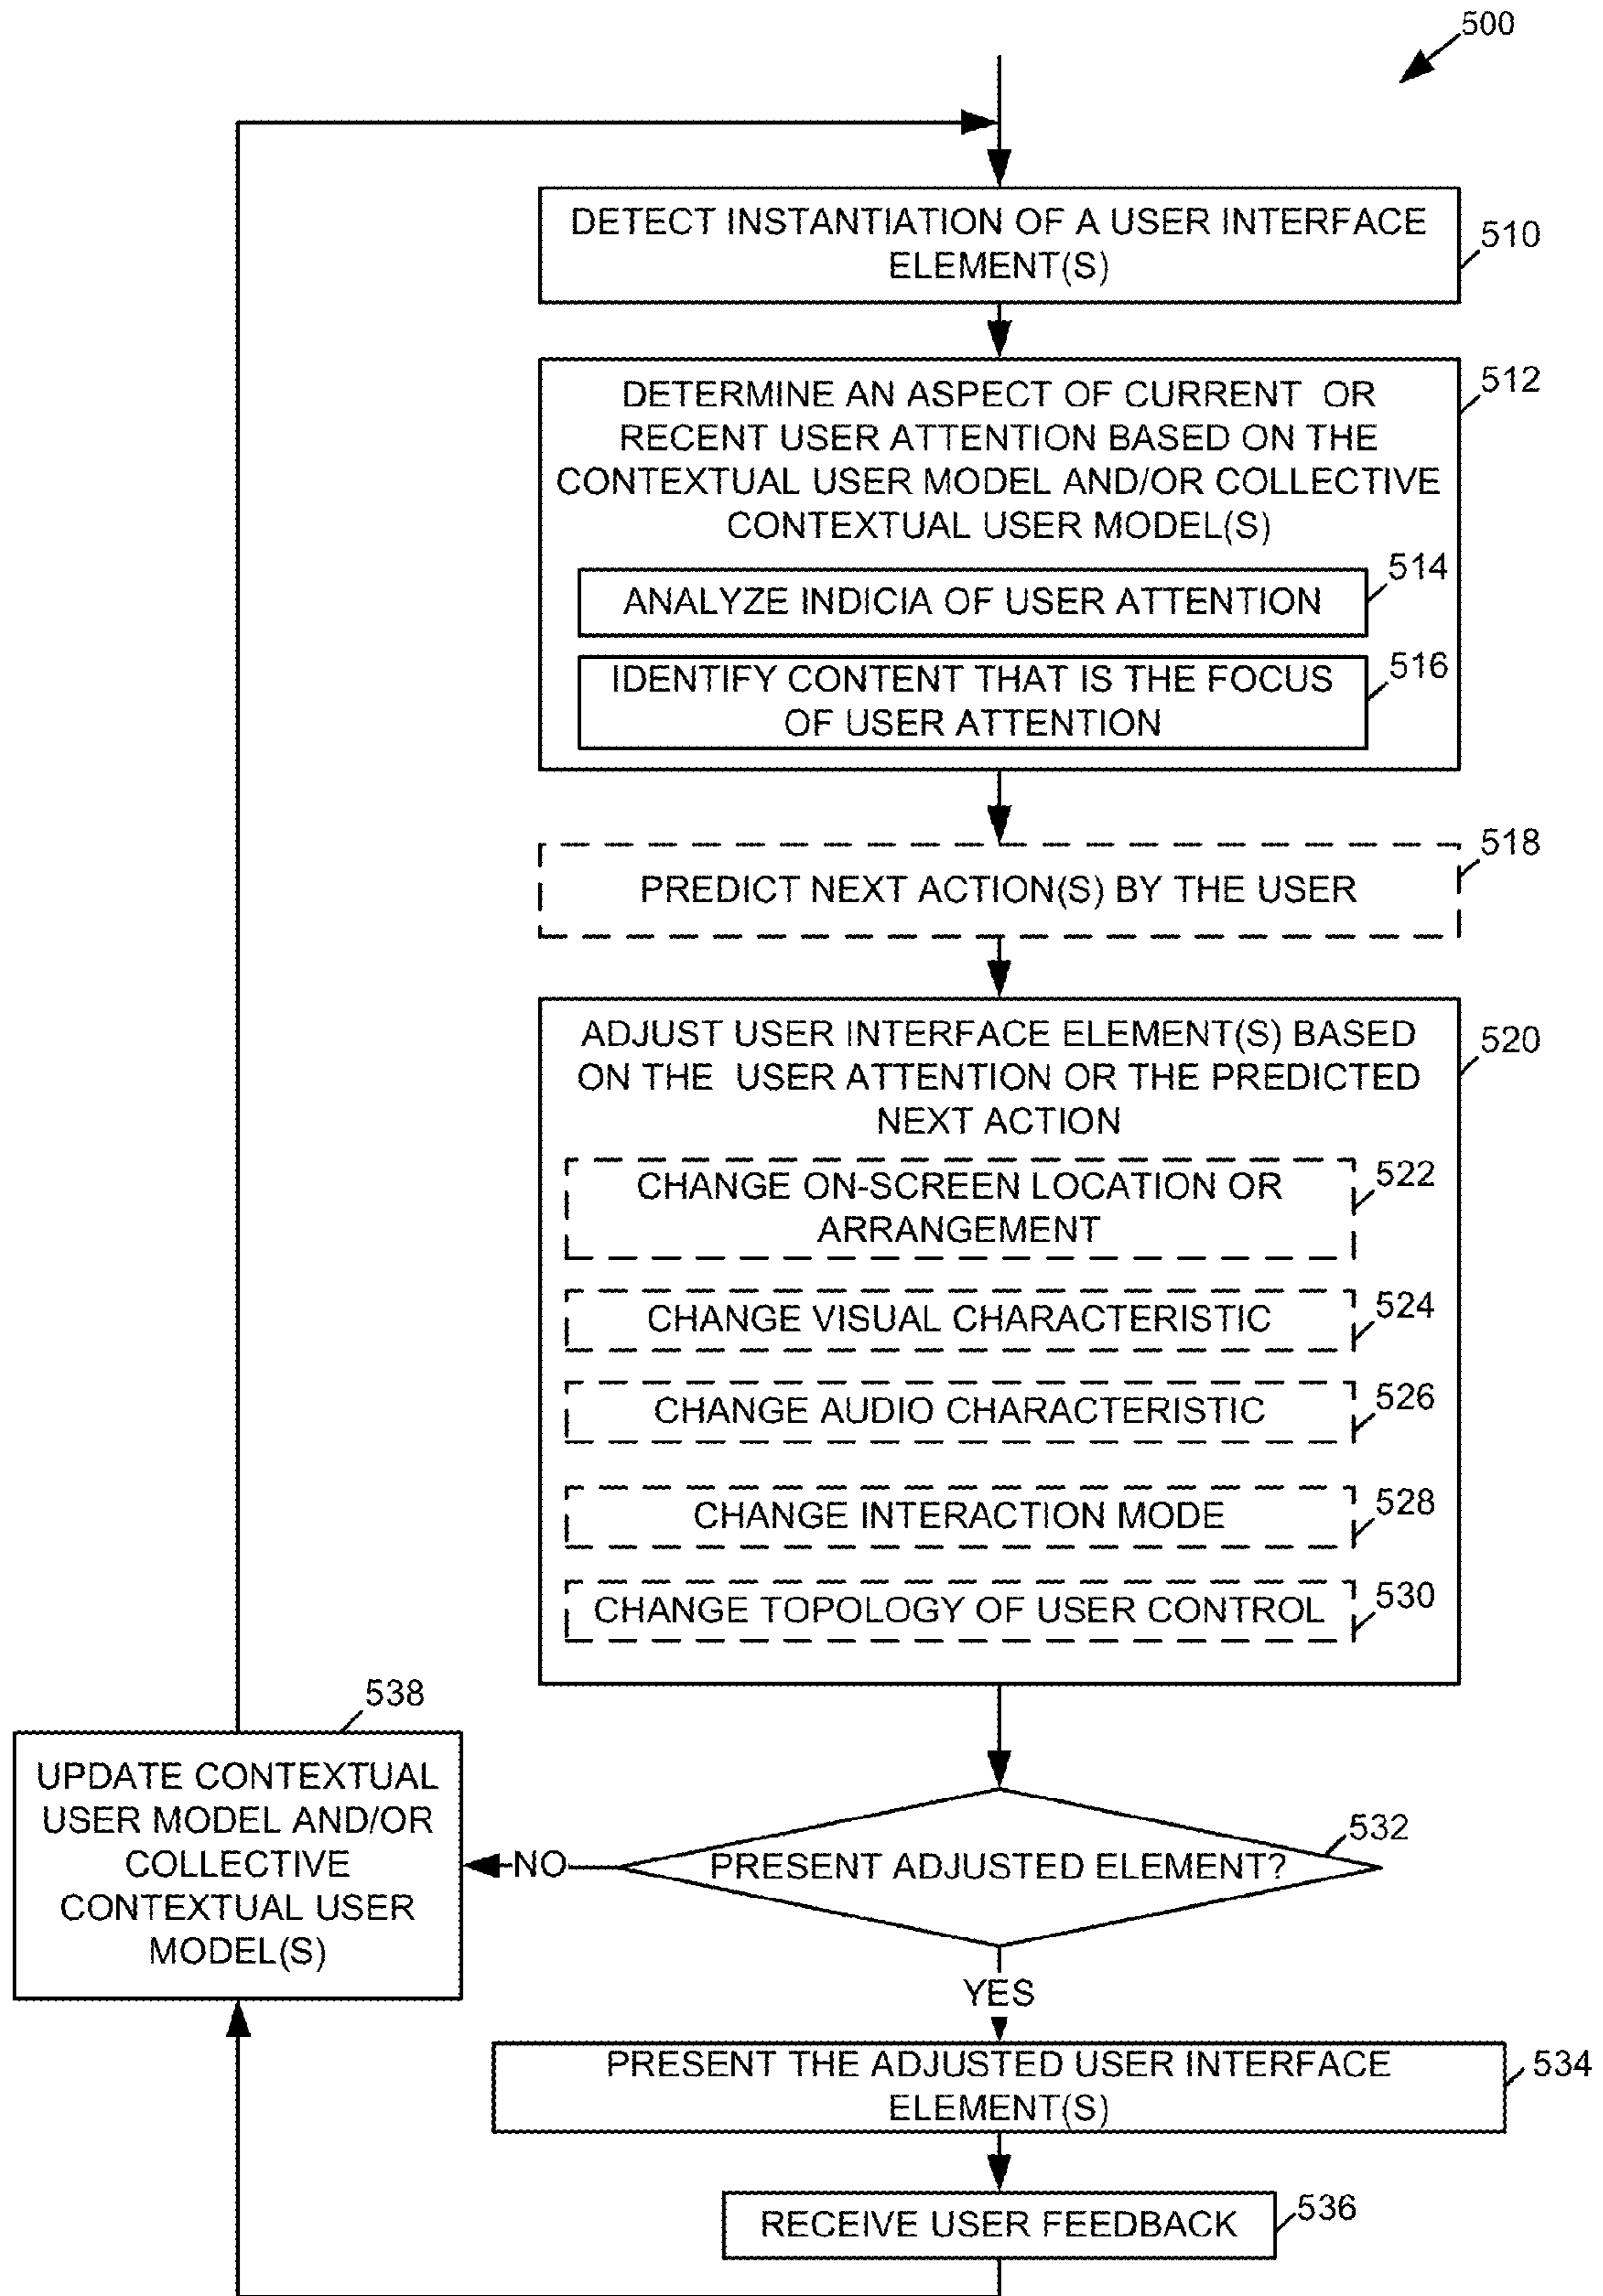 500
DETECT INSTANTIATION OF A USER INTERFACE
ELEMENT(S)
510
DETERMINE AN ASPECT OF CURRENT OR
RECENT USER ATTENTION BASED ON THE
CONTEXTUAL USER MODEL AND/OR COLLECTIVE
CONTEXTUAL USER MODEL(S)
512
ANALYZE INDICIA OF USER ATTENTION
514
IDENTIFY CONTENT THAT IS THE FOCUS
OF USER ATTENTION
516
PREDICT NEXT ACTION(S) BY THE USER
518
ADJUST USER INTERFACE ELEMENT(S) BASED
ON THE USER ATTENTION OR THE PREDICTED
NEXT ACTION
520
CHANGE ON-SCREEN LOCATION OR
ARRANGEMENT
522
CHANGE VISUAL CHARACTERISTIC
524
CHANGE AUDIO CHARACTERISTIC
526
CHANGE INTERACTION MODE
528
CHANGE TOPOLOGY OF USER CONTROL
530
PRESENT ADJUSTED ELEMENT?
532
NO
YES
UPDATE CONTEXTUAL
USER MODEL AND/OR
COLLECTIVE
CONTEXTUAL USER
MODEL(S)
538
PRESENT THE ADJUSTED USER INTERFACE
ELEMENT(S)
534
RECEIVE USER FEEDBACK
536